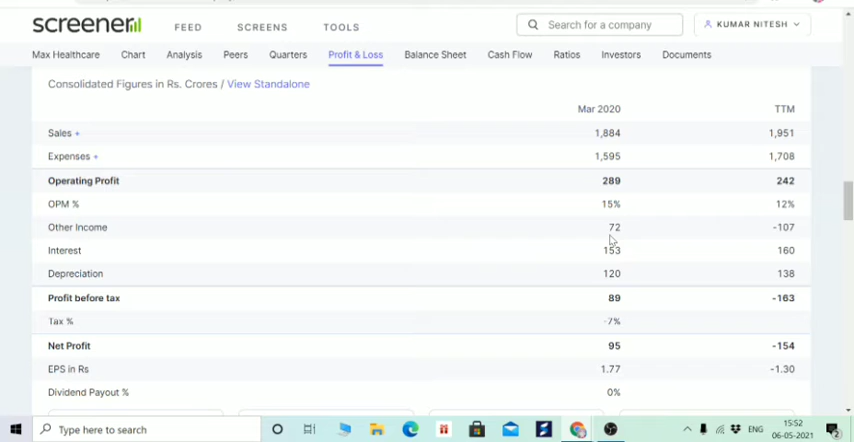 screener
FEED SCREENS TOOLS
Search for a company
KUMAR NITESH
Max Healthcare Chart Analysis Peers Quarters Profit & Loss Balance Sheet Cash Flow Ratios Investors Documents
Consolidated Figures in Rs. Crores / View Standalone
Mar 2020 TTM
Sales + 1,884 1,951
Expenses + 1,595 1,708
Operating Profit 289 242
OPM % 15% 12%
Other Income 72 -107
Interest 153 160
Depreciation 120 138
Profit before tax 89 -163
Tax % -7%
Net Profit 95 -154
EPS in Rs 1.77 -1.30
Dividend Payout % 0%
Type here to search
ENG
15:52
06-05-2021
2